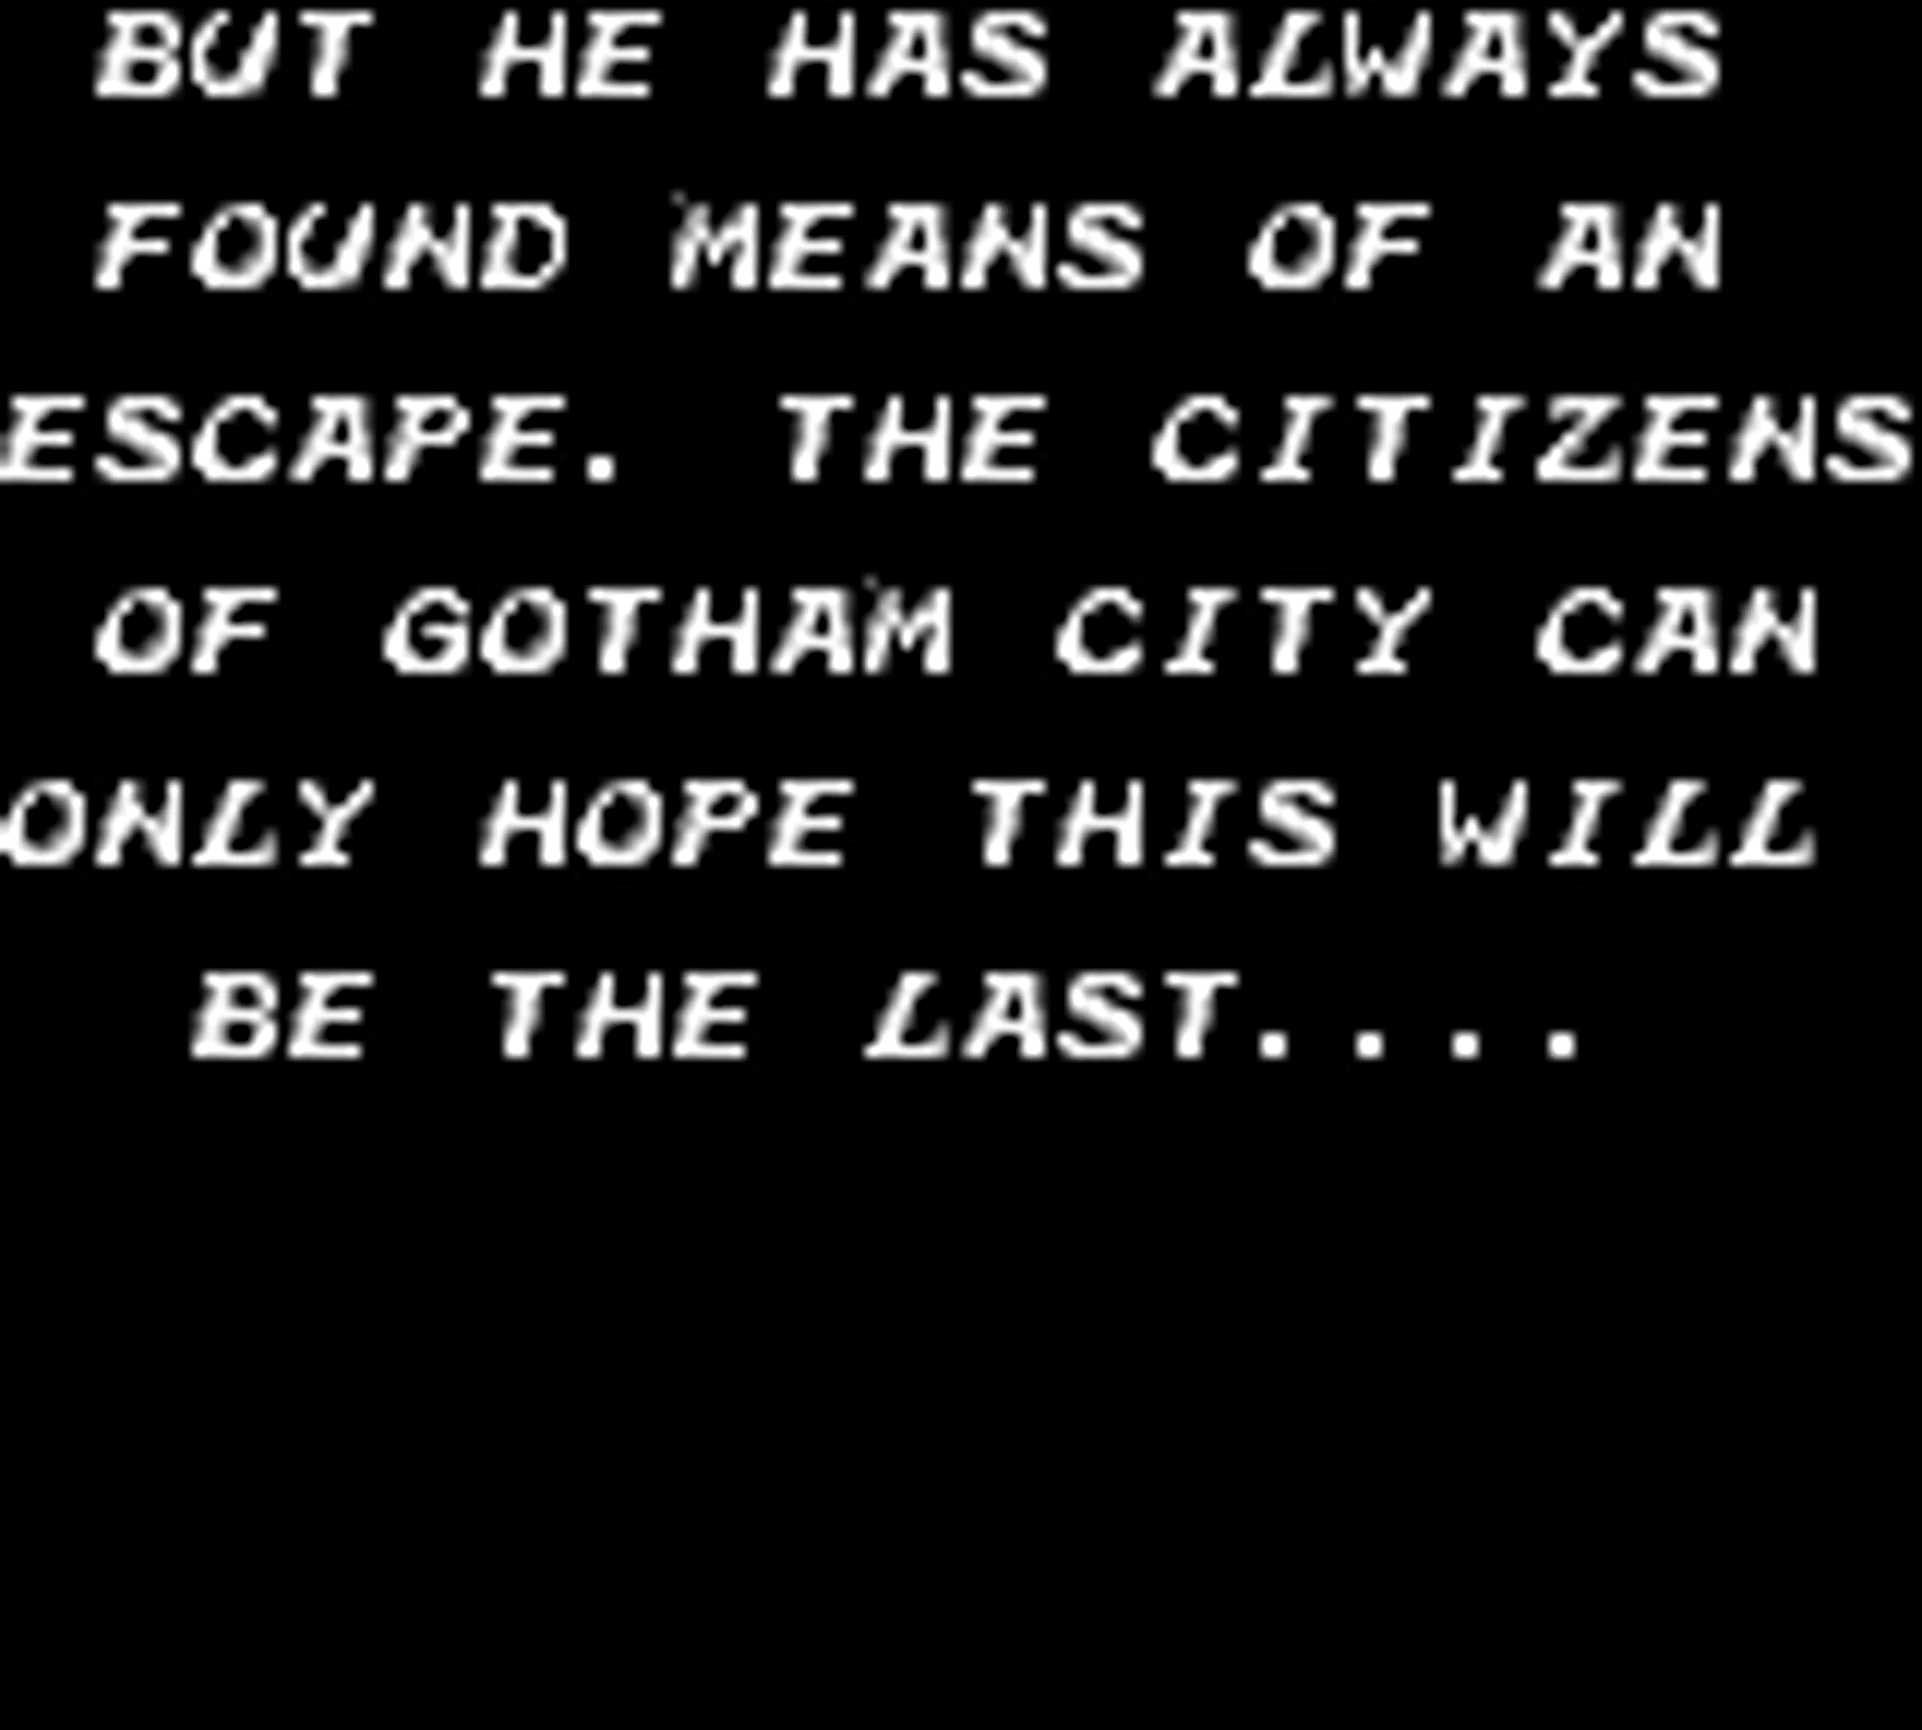 BUT HE HAS ALWAYS
FOUND MEANS OF AN
ESCAPE. THE CITIZENS
OF GOTHAM CITY CAN
ONLY HOPE THIS WILL
BE THE LAST....